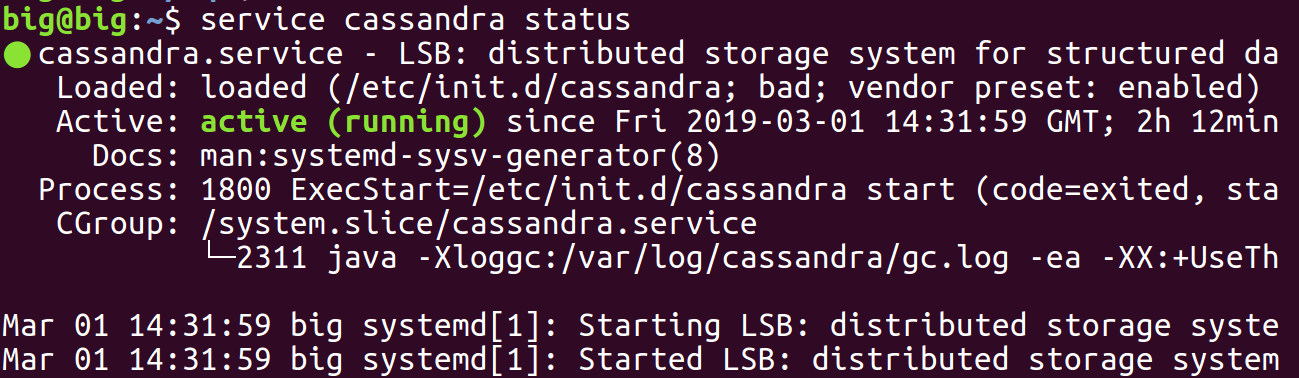 big@big:~$ service cassandra status
● cassandra.service - LSB: distributed storage system for structured da
Loaded: loaded (/etc/init.d/cassandra; bad; vendor preset: enabled)
Active: active (running) since Fri 2019-03-01 14:31:59 GMT; 2h 12min
Docs: man:systemd-sysv-generator(8)
Process: 1800 ExecStart=/etc/init.d/cassandra start (code=exited, sta
CGroup: /system.slice/cassandra.service
└─2311 java -Xloggc:/var/log/cassandra/gc.log -ea -XX:+UseTh
Mar 01 14:31:59 big systemd[1]: Starting LSB: distributed storage syste
Mar 01 14:31:59 big systemd[1]: Started LSB: distributed storage system